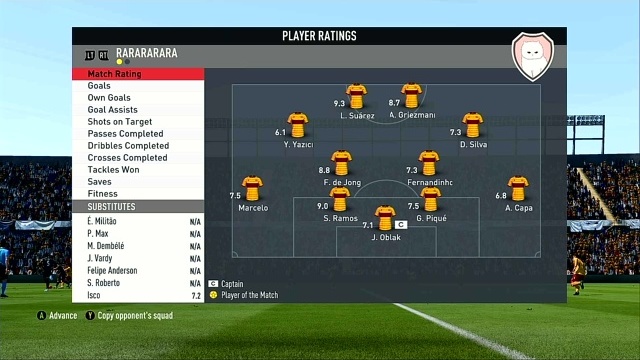 PLAYER RATINGS
LT RT RARARARARA
Match Rating
Goals
Own Goals
Goal Assists
Shots on Target
Passes Completed
Dribbles Completed
Crosses Completed
Tackles Won
Saves
Fitness
SUBSTITUTES
É. Militão N/A
P. Max N/A
M. Dembélé N/A
J. Vardy N/A
Felipe Anderson N/A
S. Roberto N/A
Isco 7.2
9.3 8.7
L. Suárez A. Griezmann
6.1 7.3
Y. Yazici D. Silva
8.8 7.3
F. de Jong Fernandinho
7.5 6.8
Marcelo A. Capa
9.0 7.5
S. Ramos G. Piqué
7.1 C
J. Oblak
C Captain
Player of the Match
A Advance Y Copy opponent's squad